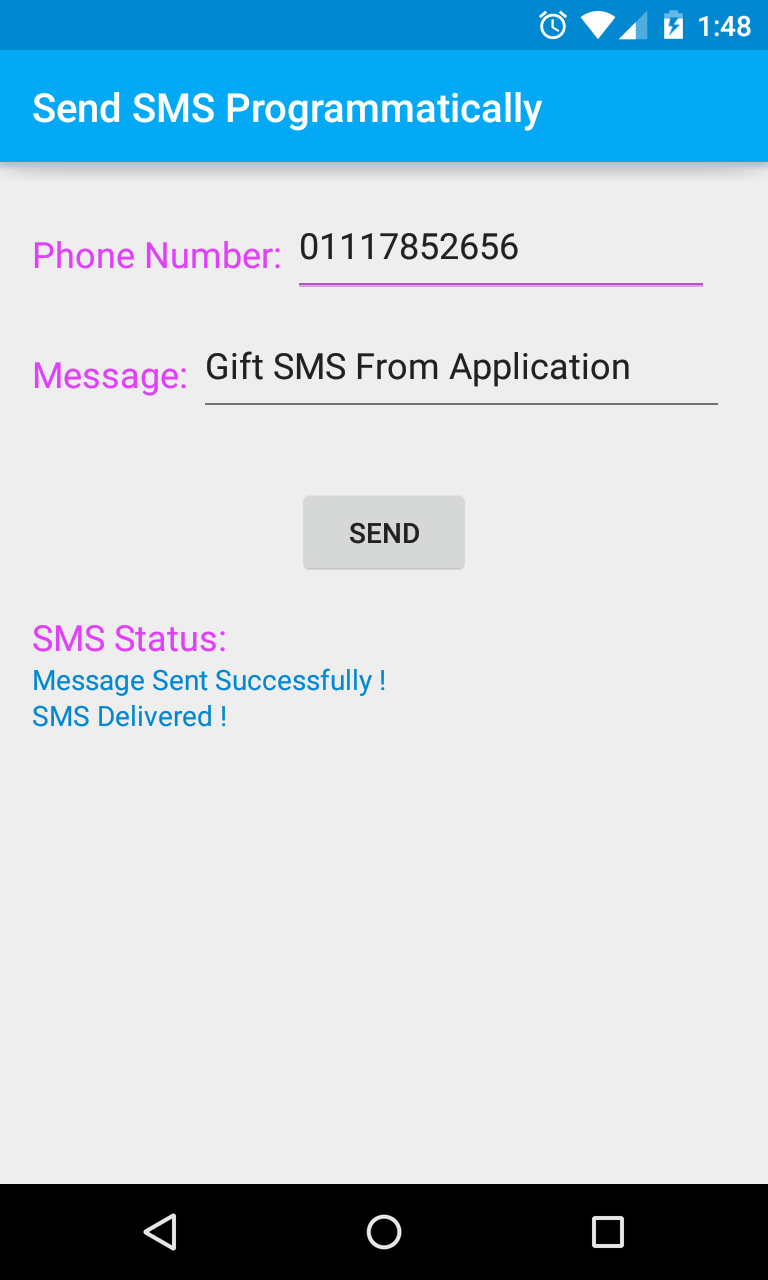 1:48
Send SMS Programmatically
Phone Number: 01117852656
Message: Gift SMS From Application
SEND
SMS Status:
Message Sent Successfully !
SMS Delivered !